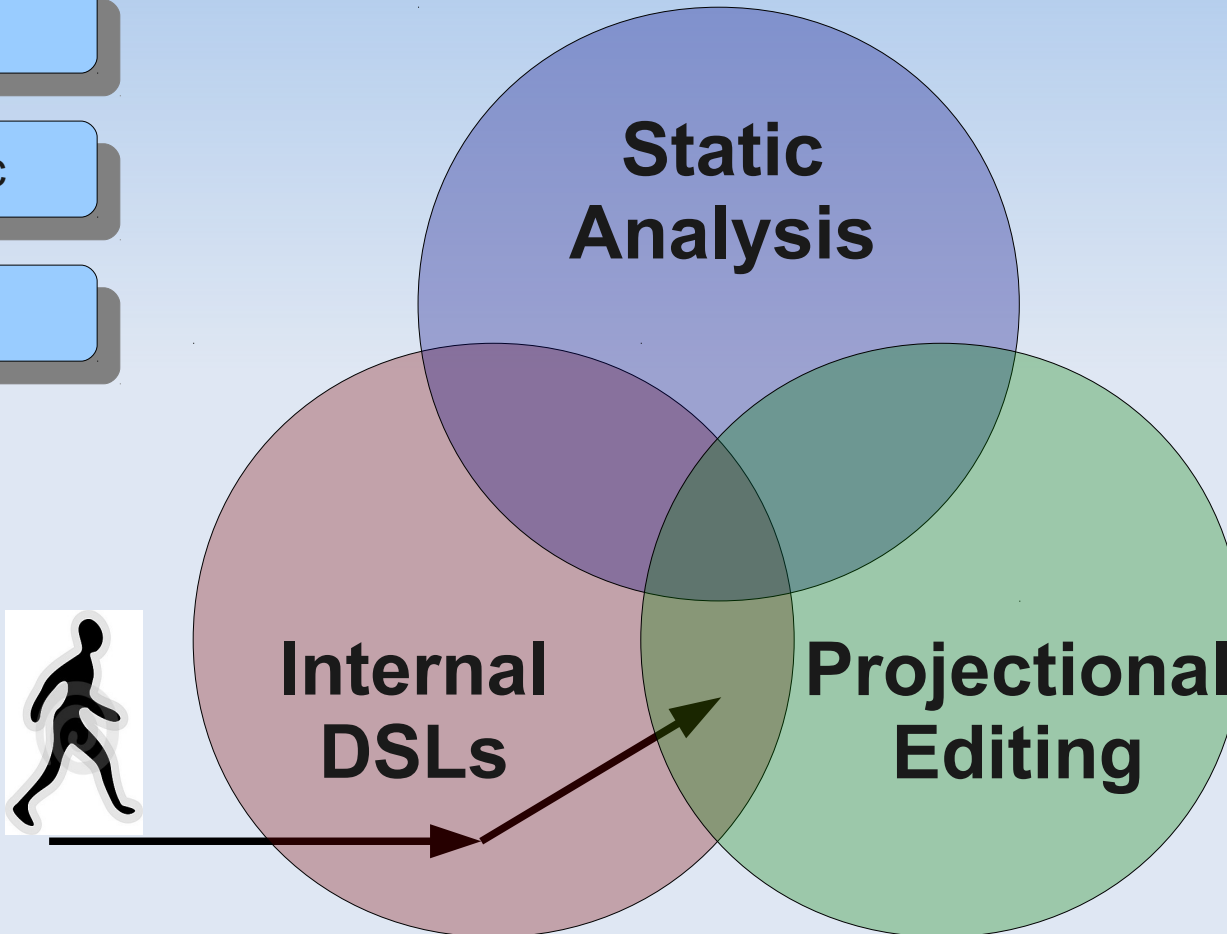 c
Static
Analysis
Internal
DSLs
Projectional
Editing